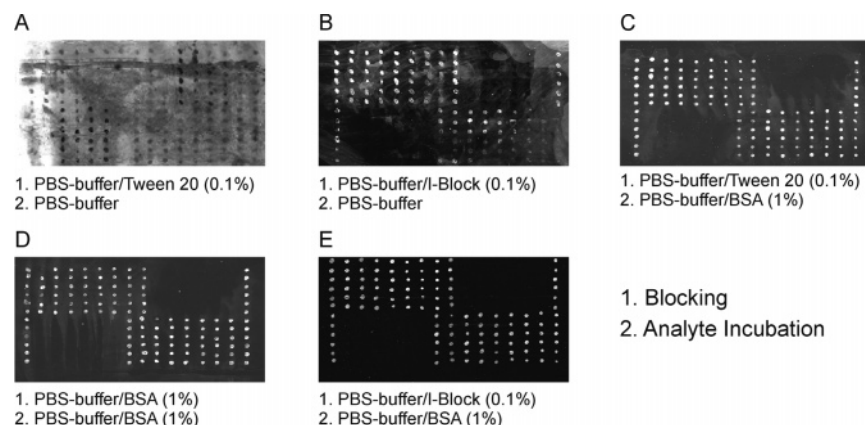 A
1. PBS-buffer/Tween 20 (0.1%)
2. PBS-buffer
B
1. PBS-buffer/I-Block (0.1%)
2. PBS-buffer
C
1. PBS-buffer/Tween 20 (0.1%)
2. PBS-buffer/BSA (1%)
D
1. PBS-buffer/BSA (1%)
2. PBS-buffer/BSA (1%)
E
1. PBS-buffer/I-Block (0.1%)
2. PBS-buffer/BSA (1%)
1. Blocking
2. Analyte Incubation